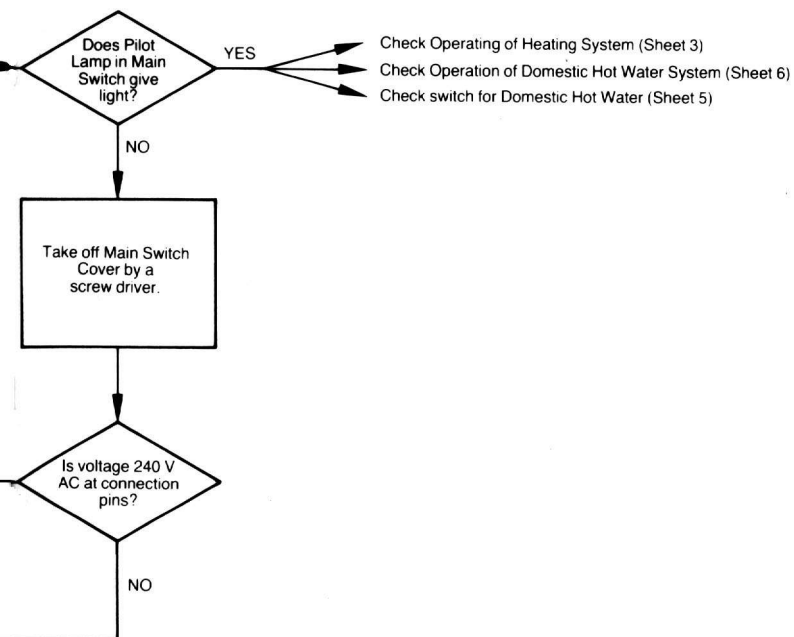 Does Pilot
Lamp in Main
Switch give
light?
YES
Check Operating of Heating System (Sheet 3)
Check Operation of Domestic Hot Water System (Sheet 6)
Check switch for Domestic Hot Water (Sheet 5)
NO
Take off Main Switch
Cover by a
screw driver.
Is voltage 240 V
AC at connection
pins?
NO